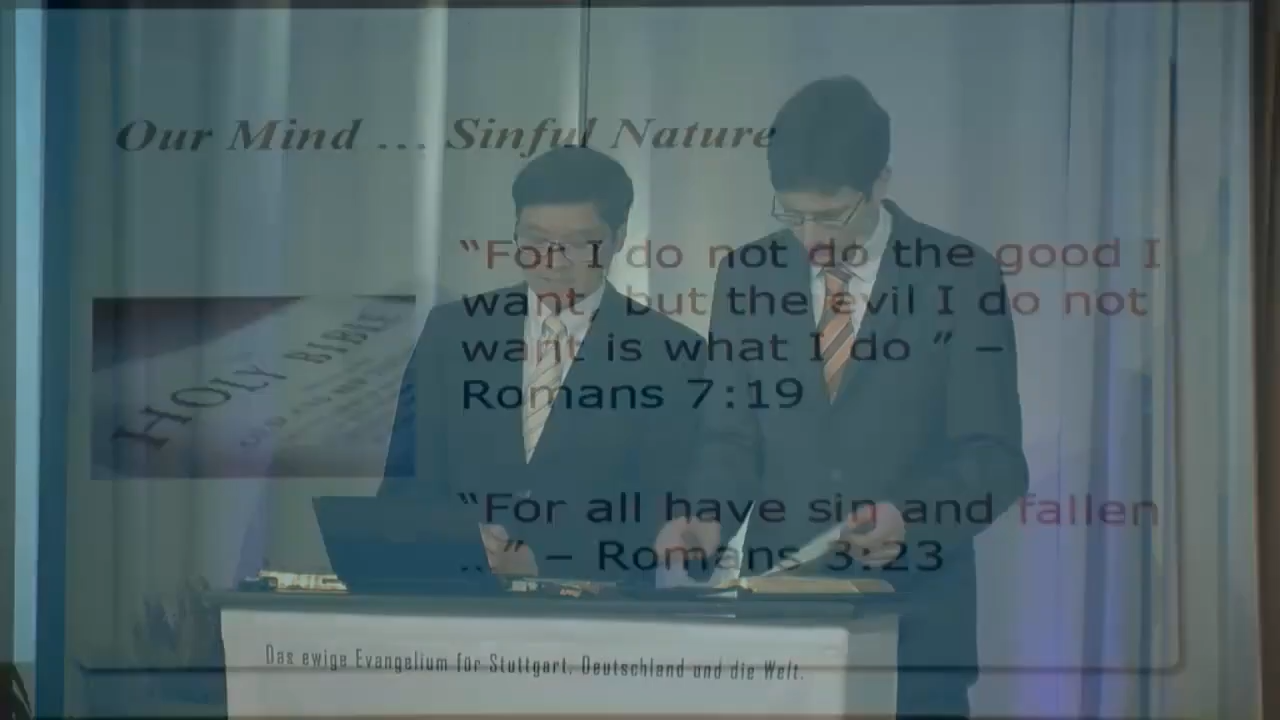 Our Mind ... Sinful Nature
“For I do not do the good I
want, but the evil I do not
want is what I do ” –
Romans 7:19
HOLY BIBLE
“For all have sin and fallen
..” – Romans 3:23
Das ewige Evangelium für Stuttgart, Deutschland und die Welt.